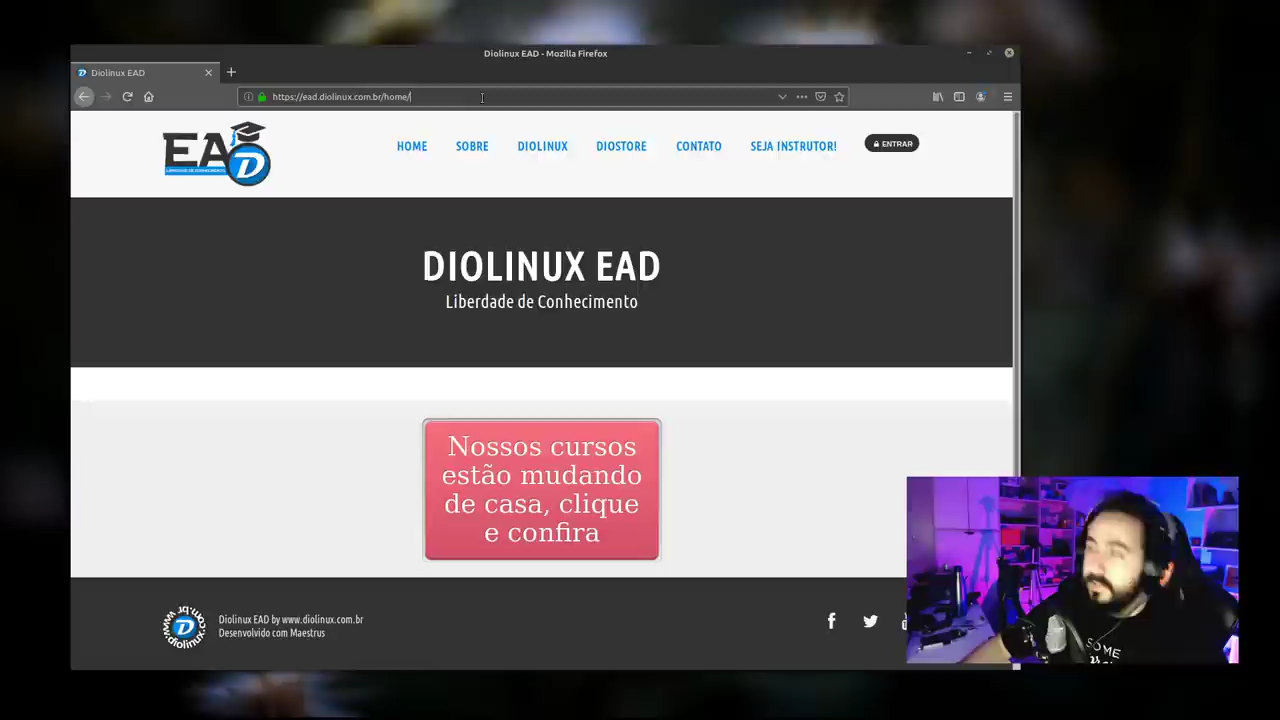 Diolinux EAD - Mozilla Firefox
Diolinux EAD
https://ead.diolinux.com.br/home/
EAD
HOME SOBRE DIOLINUX DIOSTORE CONTATO SEJA INSTRUTOR! ENTRAR
DIOLINUX EAD
Liberdade de Conhecimento
Nossos cursos
estão mudando
de casa, clique
e confira
Diolinux EAD by www.diolinux.com.br
Desenvolvido com Maestrus
SOME